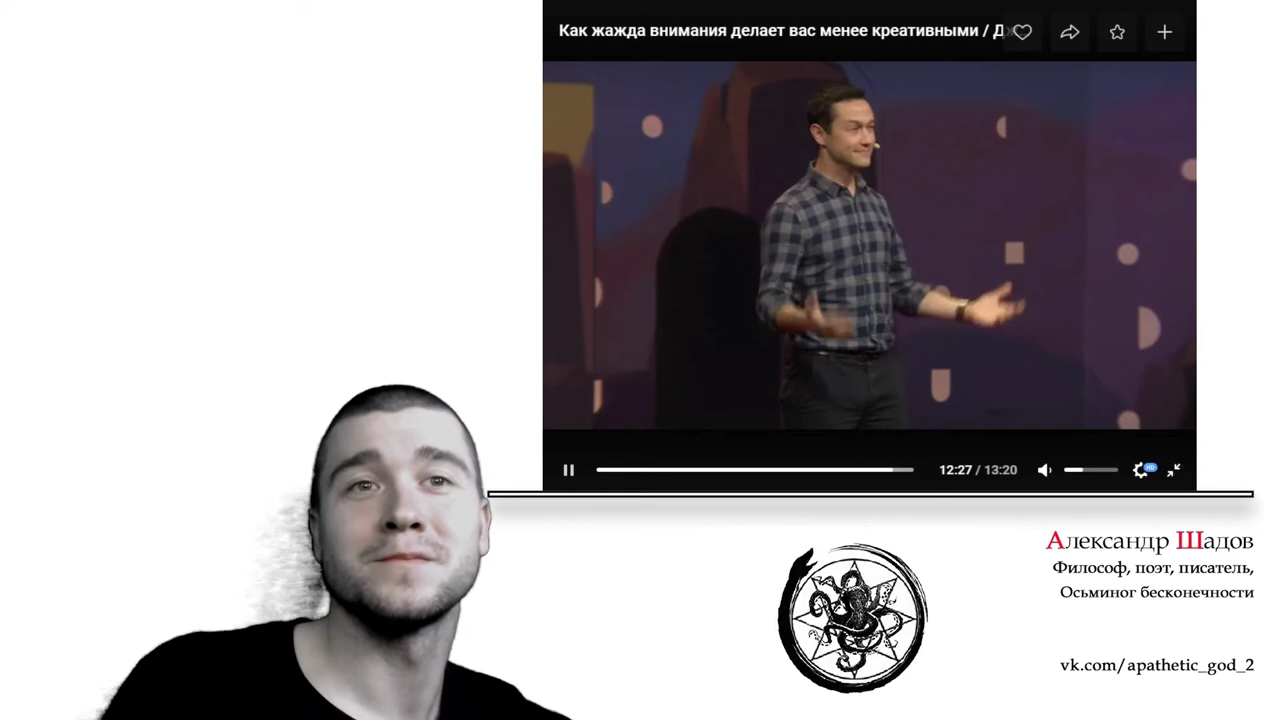 Как жажда внимания делает вас менее креативными / Д
12:27 / 13:20
HD
Александр Шадов
Философ, поэт, писатель,
Осьминог бесконечности
vk.com/apathetic_god_2